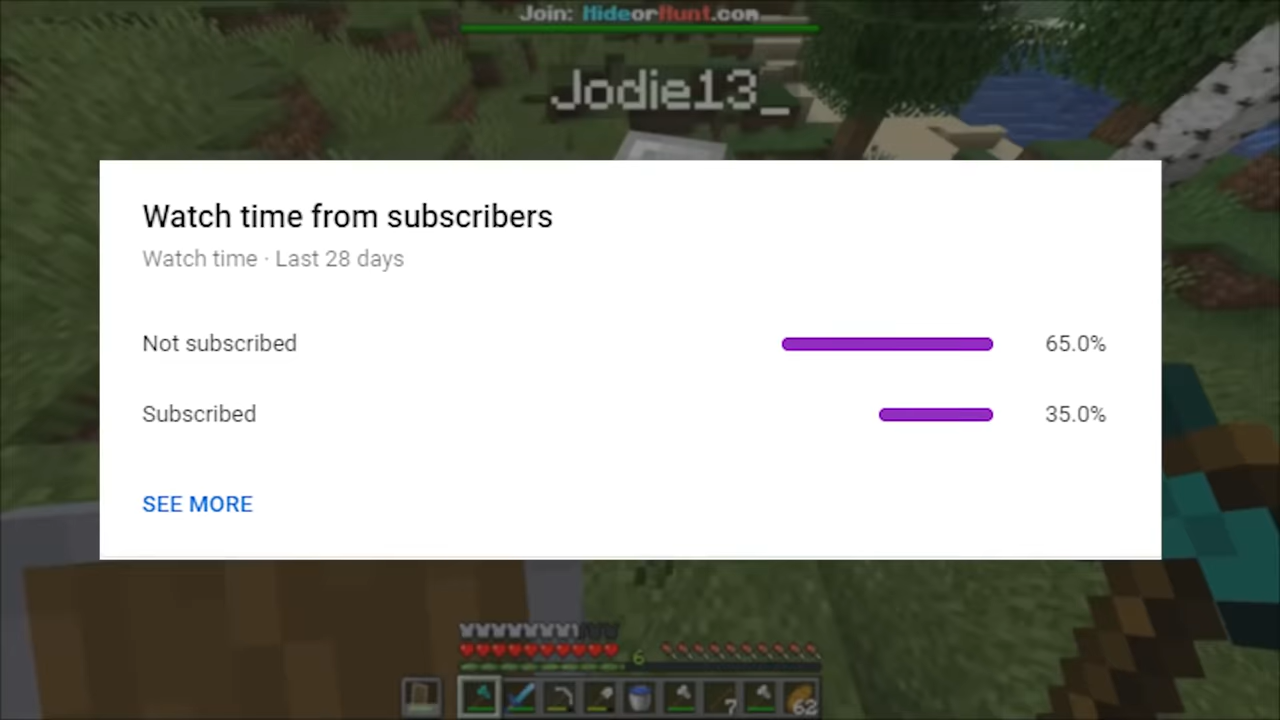 Join: HideorHunt.com
Jodie13_
Watch time from subscribers
Watch time · Last 28 days
Not subscribed 65.0%
Subscribed 35.0%
SEE MORE
6
7 62